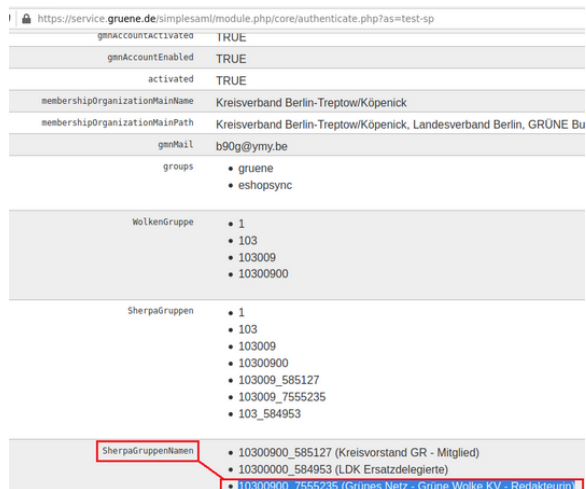 https://service.gruene.de/simplesaml/module.php/core/authenticate.php?as=test-sp
gmnAccountActivated TRUE
gmnAccountEnabled TRUE
activated TRUE
membershipOrganizationMainName Kreisverband Berlin-Treptow/Köpenick
membershipOrganizationMainPath Kreisverband Berlin-Treptow/Köpenick, Landesverband Berlin, GRÜNE Bu
gmnMail b90g@ymy.be
groups • gruene
• eshopsync
WolkenGruppe • 1
• 103
• 103009
• 10300900
SherpaGruppen • 1
• 103
• 103009
• 10300900
• 103009_585127
• 103009_7555235
• 103_584953
SherpaGruppenNamen • 10300900_585127 (Kreisvorstand GR - Mitglied)
• 10300000_584953 (LDK Ersatzdelegierte)
• 10300900_7555235 (Grünes Netz - Grüne Wolke KV - Redakteurin)